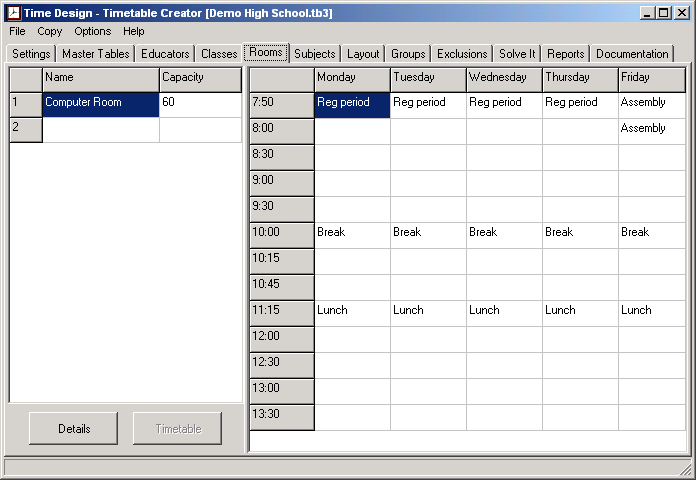 Time Design - Timetable Creator [Demo High School.tb3]
File Copy Options Help
Settings Master Tables Educators Classes Rooms Subjects Layout Groups Exclusions Solve It Reports Documentation
Name Capacity
1 Computer Room 60
2
Monday Tuesday Wednesday Thursday Friday
7:50 Reg period Reg period Reg period Reg period Assembly
8:00 Assembly
8:30
9:00
9:30
10:00 Break Break Break Break Break
10:15
10:45
11:15 Lunch Lunch Lunch Lunch Lunch
12:00
12:30
13:00
13:30
Details Timetable